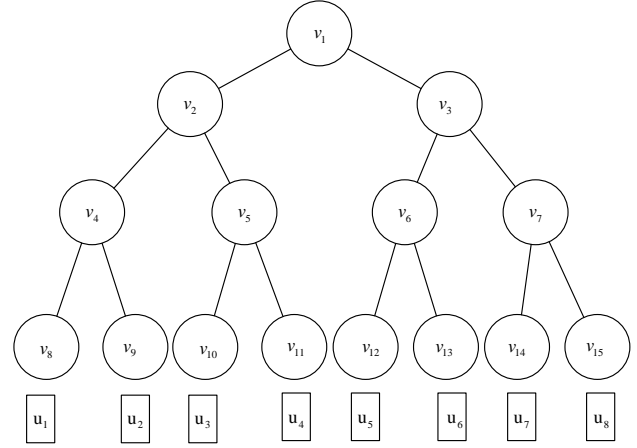 v₁
v₂ v₃
v₄ v₅ v₆ v₇
v₈ v₉ v₁₀ v₁₁ v₁₂ v₁₃ v₁₄ v₁₅
u₁ u₂ u₃ u₄ u₅ u₆ u₇ u₈